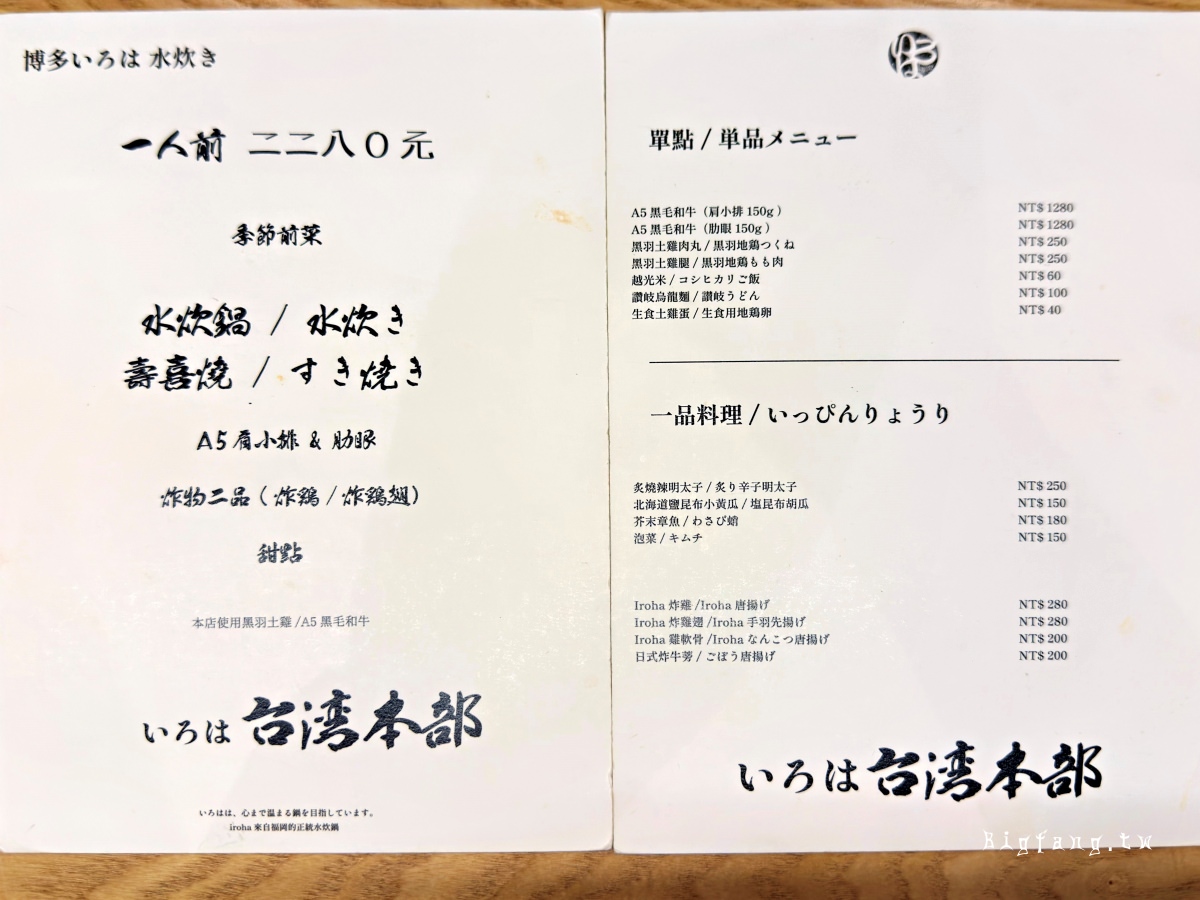 博多いろは 水炊き
一人前 二二八〇元
季節前菜
水炊鍋 / 水炊き
壽喜燒 / すき焼き
A5肩小排 & 肋眼
炸物二品(炸鶏 / 炸鶏翅)
甜點
本店使用黑羽土雞/A5黑毛和牛
いろは 台湾本部
いろはは、心まで温まる鍋を目指しています。
iroha 來自福岡的正統水炊鍋
いろは
單點 / 単品メニュー
A5 黑毛和牛(肩小排 150g) NT$ 1280
A5 黑毛和牛(肋眼 150g) NT$ 1280
黑羽土雞肉丸 / 黒羽地鶏つくね NT$ 250
黑羽土雞腿 / 黒羽地鶏もも肉 NT$ 250
越光米 / コシヒカリご飯 NT$ 60
讚岐烏龍麵 / 讃岐うどん NT$ 100
生食土雞蛋 / 生食用地鶏卵 NT$ 40
一品料理 / いっぴんりょうり
炙燒辣明太子 / 炙り辛子明太子 NT$ 250
北海道鹽昆布小黃瓜 / 塩昆布胡瓜 NT$ 150
芥末章魚 / わさび蛸 NT$ 180
泡菜 / キムチ NT$ 150
Iroha 炸雞 /Iroha 唐揚げ NT$ 280
Iroha 炸雞翅 /Iroha 手羽先揚げ NT$ 280
Iroha 雞軟骨 /Iroha なんこつ唐揚げ NT$ 200
日式炸牛蒡 / ごぼう唐揚げ NT$ 200
いろは 台湾本部
Bigfang.tw